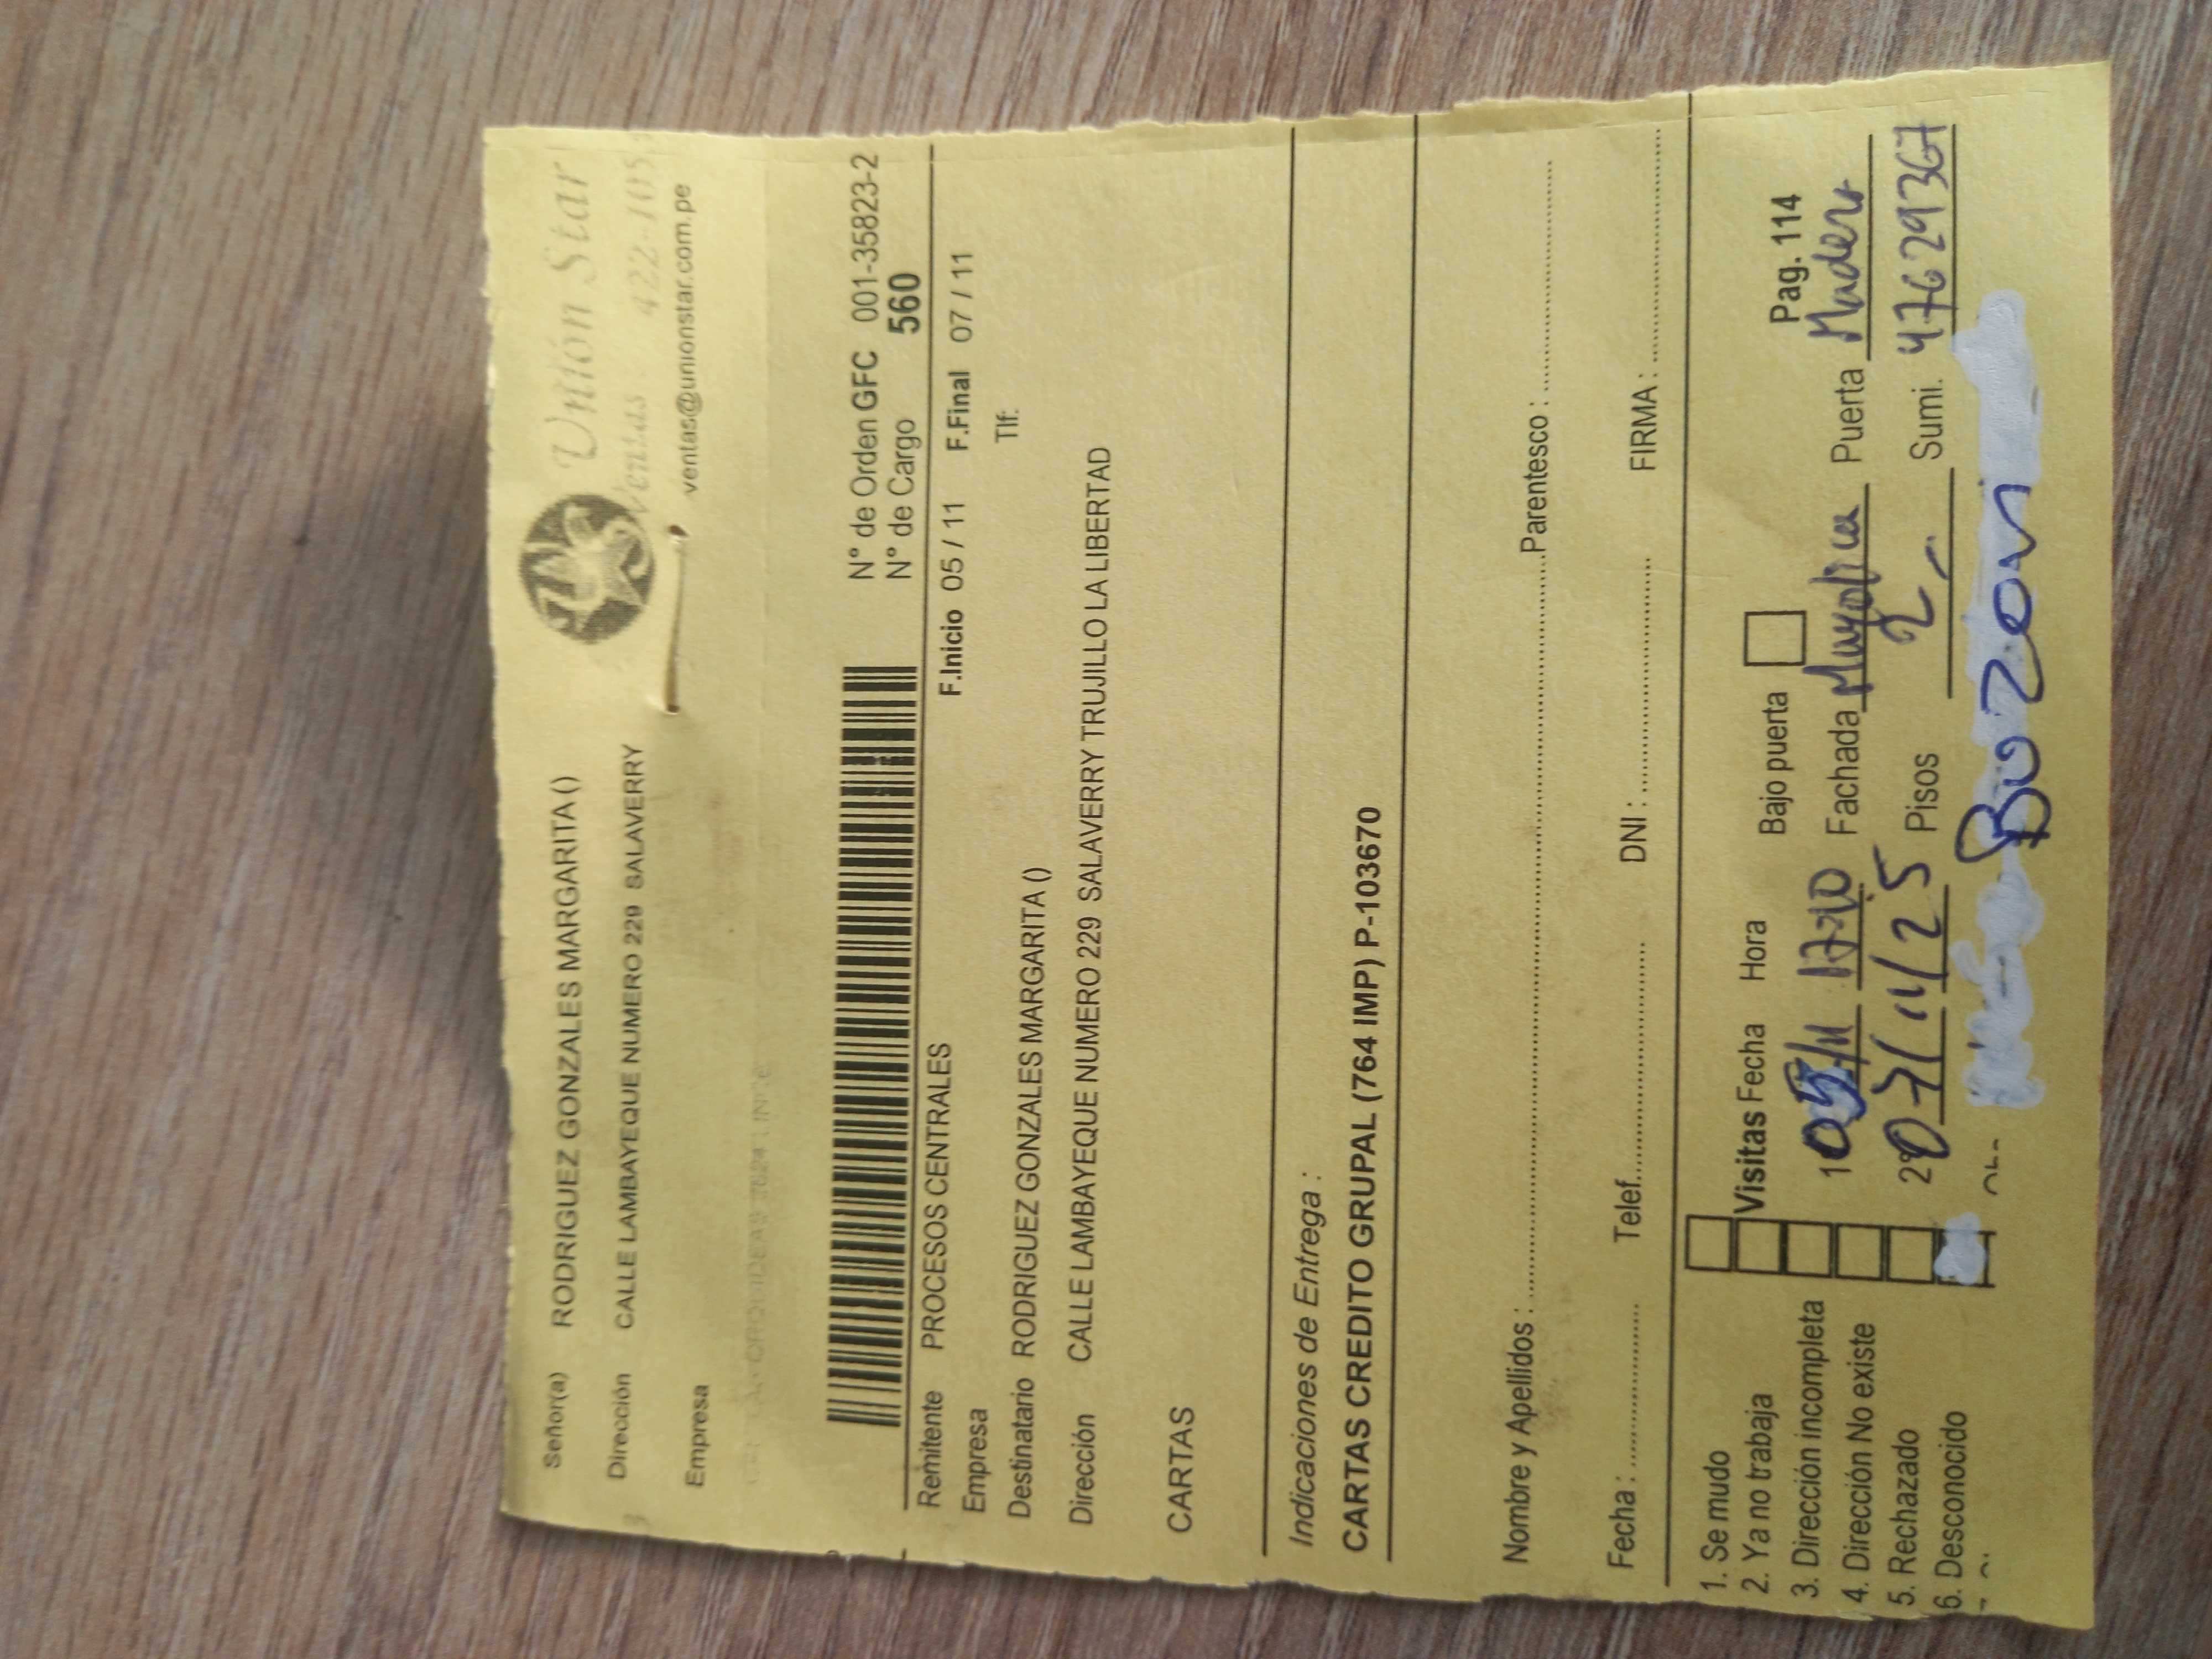 Señor(a) RODRIGUEZ GONZALES MARGARITA ()
Unión Star
Dirección CALLE LAMBAYEQUE NUMERO 229 SALAVERRY
Ventas 422-105
Empresa
ventas@unionstar.com.pe
N° de Orden GFC 001-35823-2
N° de Cargo 560
Remitente PROCESOS CENTRALES
F.Inicio 05 / 11 F.Final 07 / 11
Empresa
Tlf:
Destinatario RODRIGUEZ GONZALES MARGARITA ()
Dirección CALLE LAMBAYEQUE NUMERO 229 SALAVERRY TRUJILLO LA LIBERTAD
CARTAS
Indicaciones de Entrega :
CARTAS CREDITO GRUPAL (764 IMP) P-103670
Nombre y Apellidos : Parentesco :
Fecha : Telef. DNI : FIRMA :
1. Se mudo
2. Ya no trabaja
3. Dirección incompleta
4. Dirección No existe
5. Rechazado
6. Desconocido
Visitas Fecha Hora Bajo puerta Pag. 114
1 05/11 Fachada Mayolica Puerta Madera
2 07/11/25 Pisos 2 Sumi. 47629367
Buzon